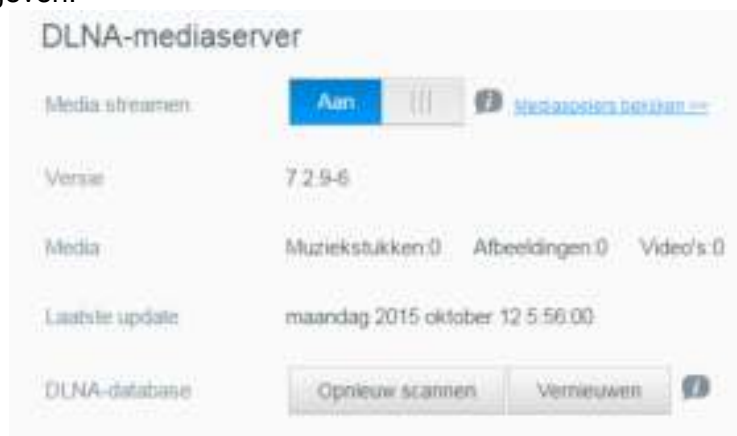 geven.
DLNA-mediaserver
Media streamen Aan Mediaspelers bekijken >>
Versie 7.2.9-6
Media Muziekstukken:0 Afbeeldingen:0 Video's:0
Laatste update maandag 2015 oktober 12 5:56:00
DLNA-database Opnieuw scannen Vernieuwen